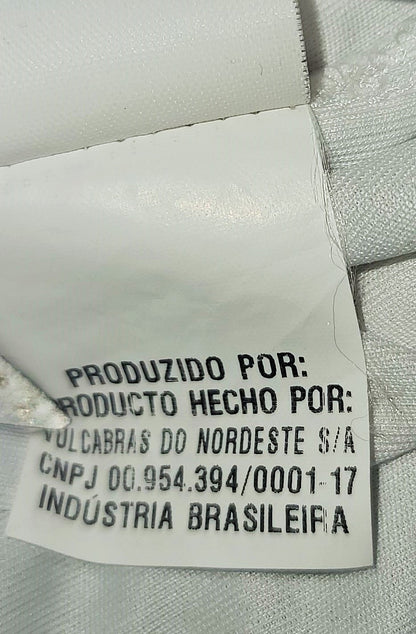 PRODUZIDO POR:
PRODUCTO HECHO POR:
VULCABRAS DO NORDESTE S/A
CNPJ 00.954.394/0001-17
INDÚSTRIA BRASILEIRA